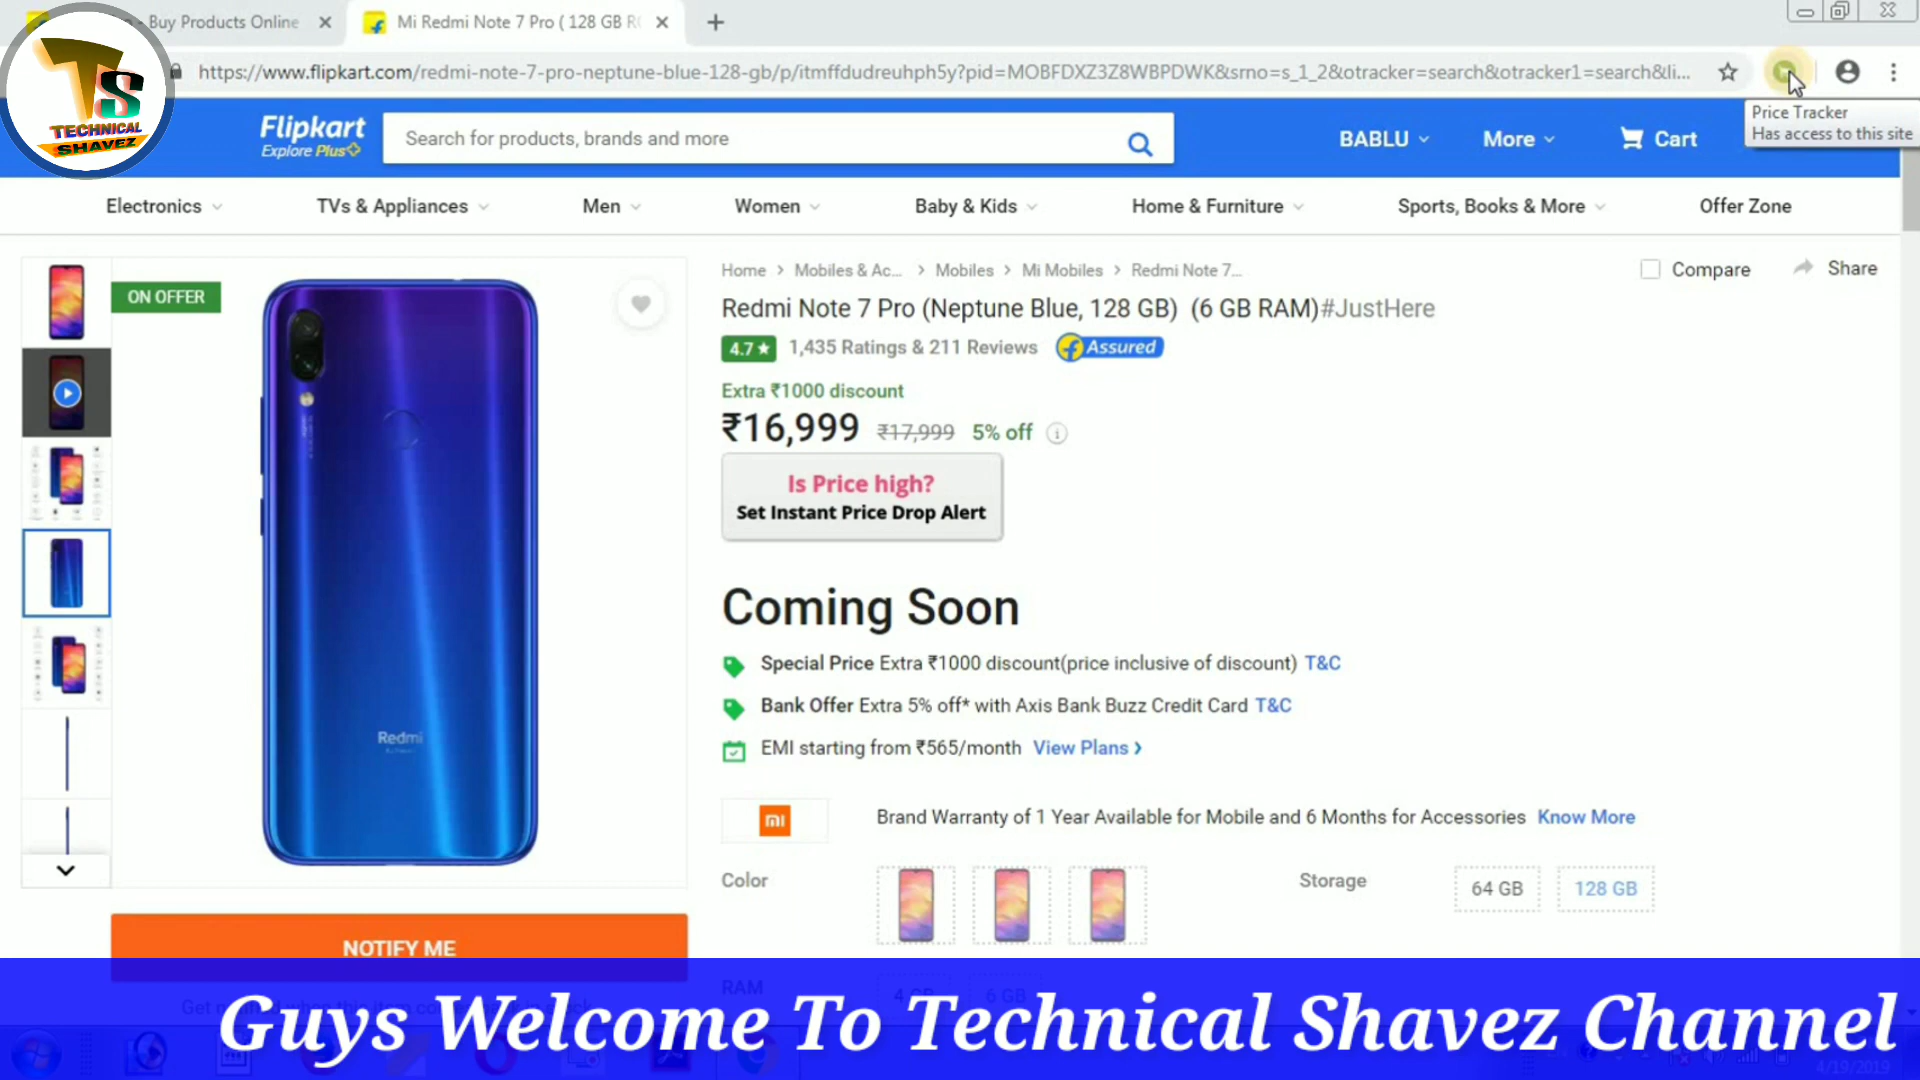 Buy Products Online
Mi Redmi Note 7 Pro ( 128 GB R
https://www.flipkart.com/redmi-note-7-pro-neptune-blue-128-gb/p/itmffdudreuhph5y?pid=MOBFDXZ3Z8WBPDWK&srno=s_1_2&otracker=search&otracker1=search&li...
Price Tracker
Has access to this site
TS
TECHNICAL
SHAVEZ
Flipkart
Explore Plus
Search for products, brands and more
BABLU
More
Cart
Electronics
TVs & Appliances
Men
Women
Baby & Kids
Home & Furniture
Sports, Books & More
Offer Zone
ON OFFER
Redmi
Home > Mobiles & Ac... > Mobiles > Mi Mobiles > Redmi Note 7...
Compare
Share
Redmi Note 7 Pro (Neptune Blue, 128 GB) (6 GB RAM)#JustHere
4.7★ 1,435 Ratings & 211 Reviews Assured
Extra ₹1000 discount
₹16,999 ₹17,999 5% off
Is Price high?
Set Instant Price Drop Alert
Coming Soon
Special Price Extra ₹1000 discount(price inclusive of discount) T&C
Bank Offer Extra 5% off* with Axis Bank Buzz Credit Card T&C
EMI starting from ₹565/month View Plans >
mi
Brand Warranty of 1 Year Available for Mobile and 6 Months for Accessories Know More
Color
Storage
64 GB
128 GB
NOTIFY ME
RAM
4 GB
6 GB
Guys Welcome To Technical Shavez Channel
4/19/2019